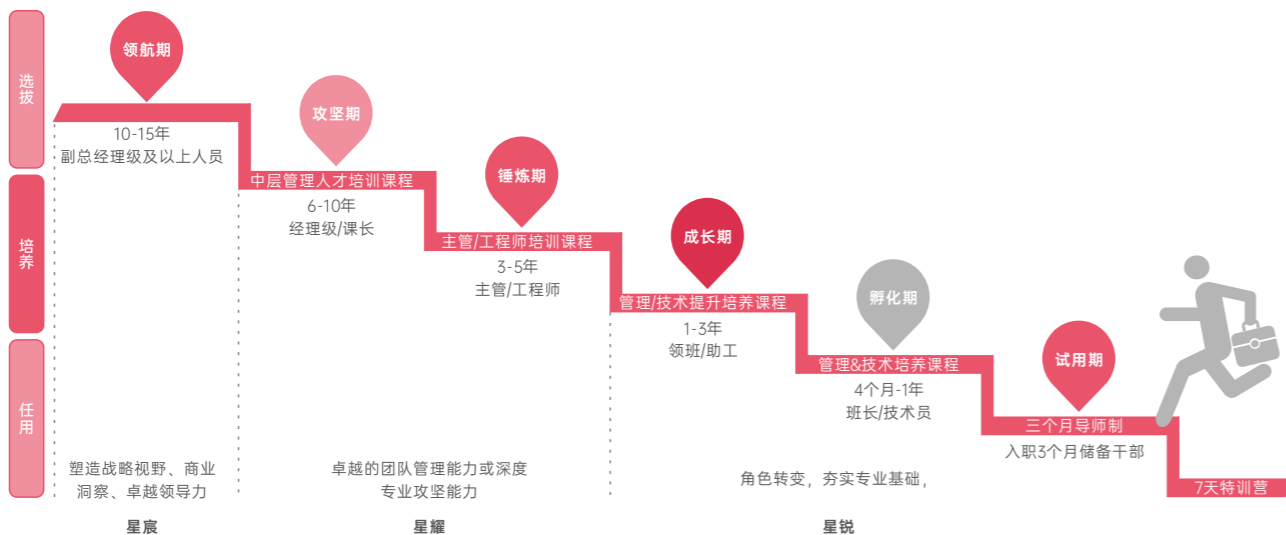 选拔
培养
任用
领航期
10-15年
副总经理级及以上人员
攻坚期
中层管理人才培训课程
6-10年
经理级/课长
锤炼期
主管/工程师培训课程
3-5年
主管/工程师
成长期
管理/技术提升培养课程
1-3年
领班/助工
孵化期
管理&技术培养课程
4个月-1年
班长/技术员
试用期
三个月导师制
入职3个月储备干部
7天特训营
塑造战略视野、商业
洞察、卓越领导力
星宸
卓越的团队管理能力或深度
专业攻坚能力
星耀
角色转变，夯实专业基础，
星锐